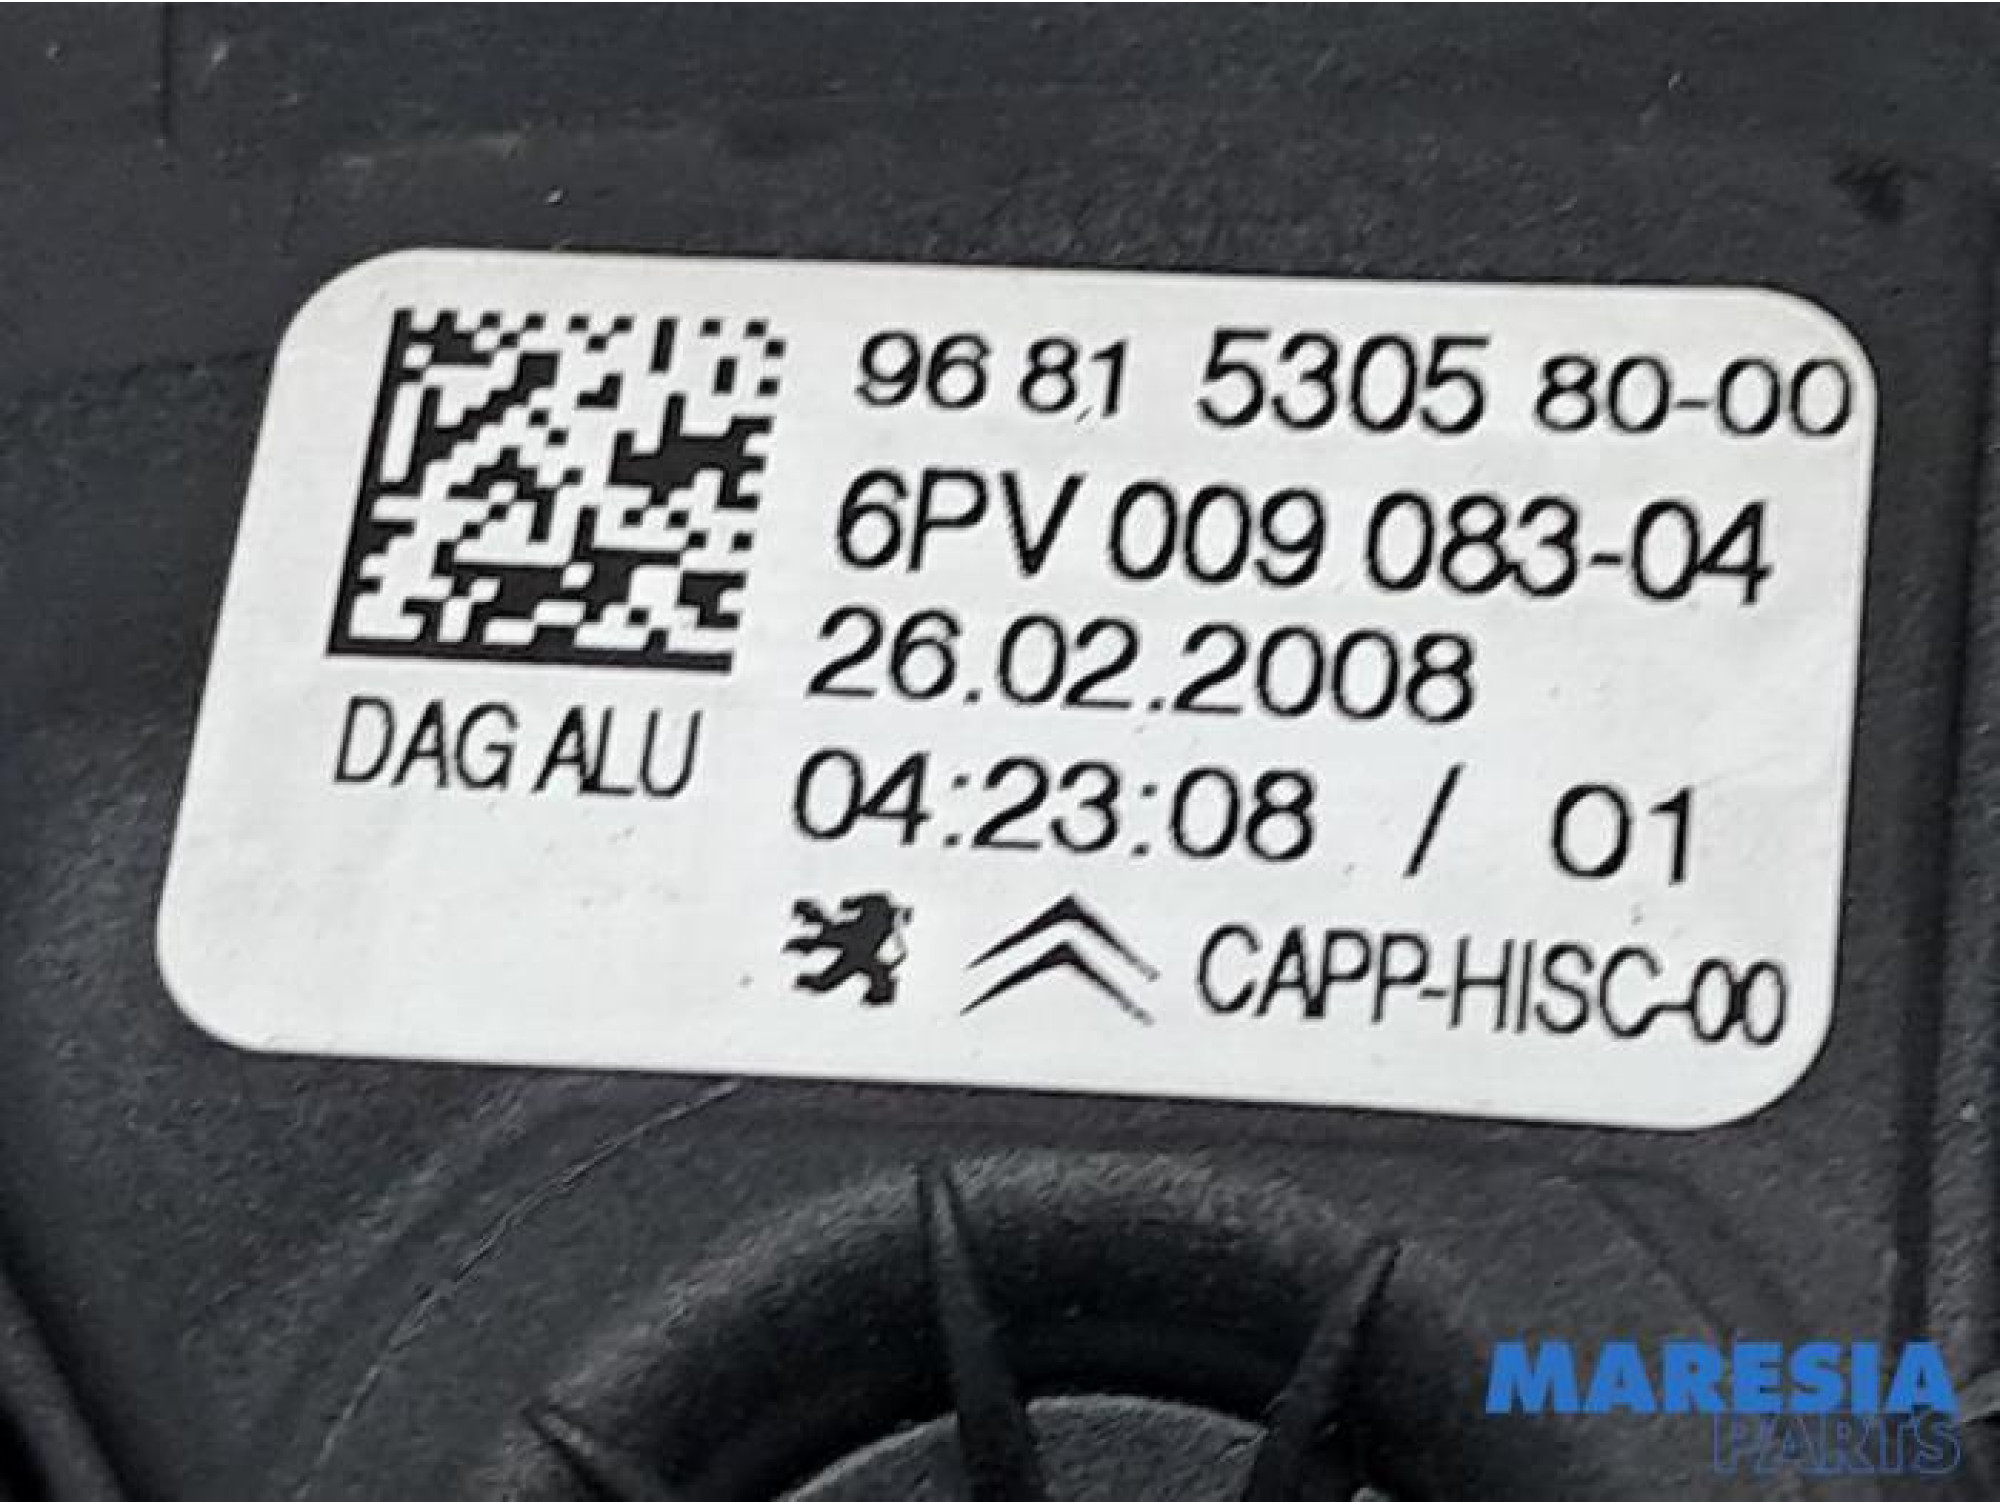 96 81 5305 80-00
6PV 009 083-04
26.02.2008
DAG ALU
04:23:08 / 01
CAPP-HISC-00
MARESIA
PARTS